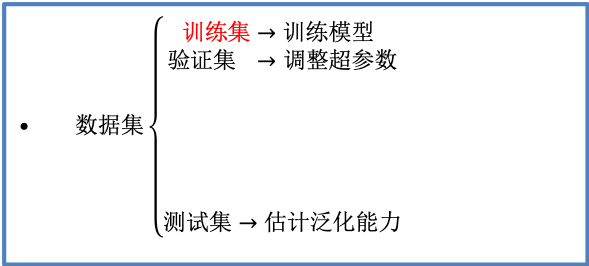 训练集 → 训练模型
验证集 → 调整超参数
• 数据集
测试集 → 估计泛化能力